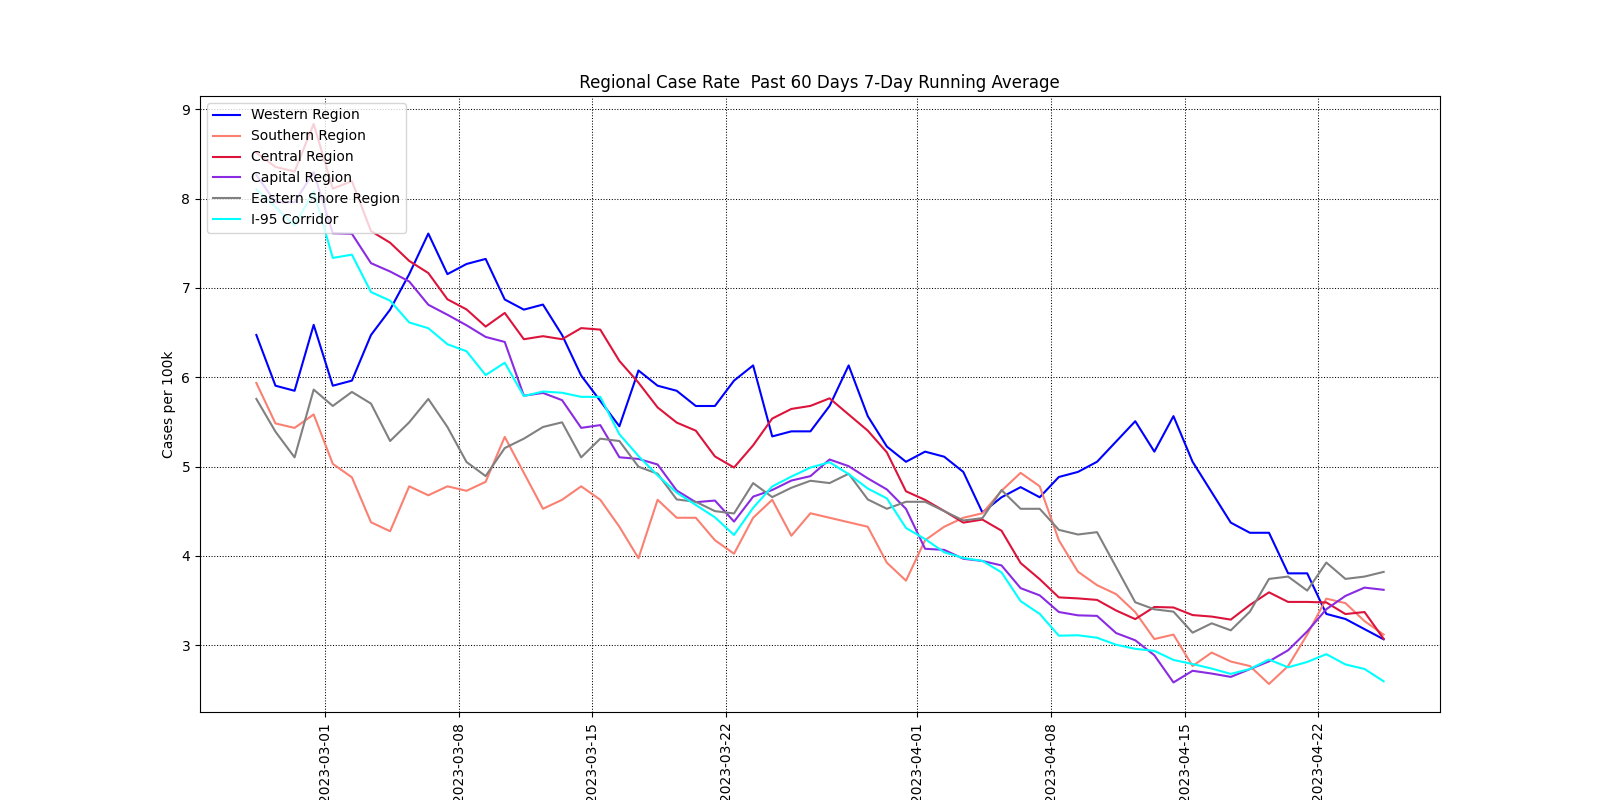 Regional Case Rate  Past 60 Days 7-Day Running Average
Cases per 100k
9
8
7
6
5
4
3
Western Region
Southern Region
Central Region
Capital Region
Eastern Shore Region
I-95 Corridor
2023-03-01
2023-03-08
2023-03-15
2023-03-22
2023-04-01
2023-04-08
2023-04-15
2023-04-22